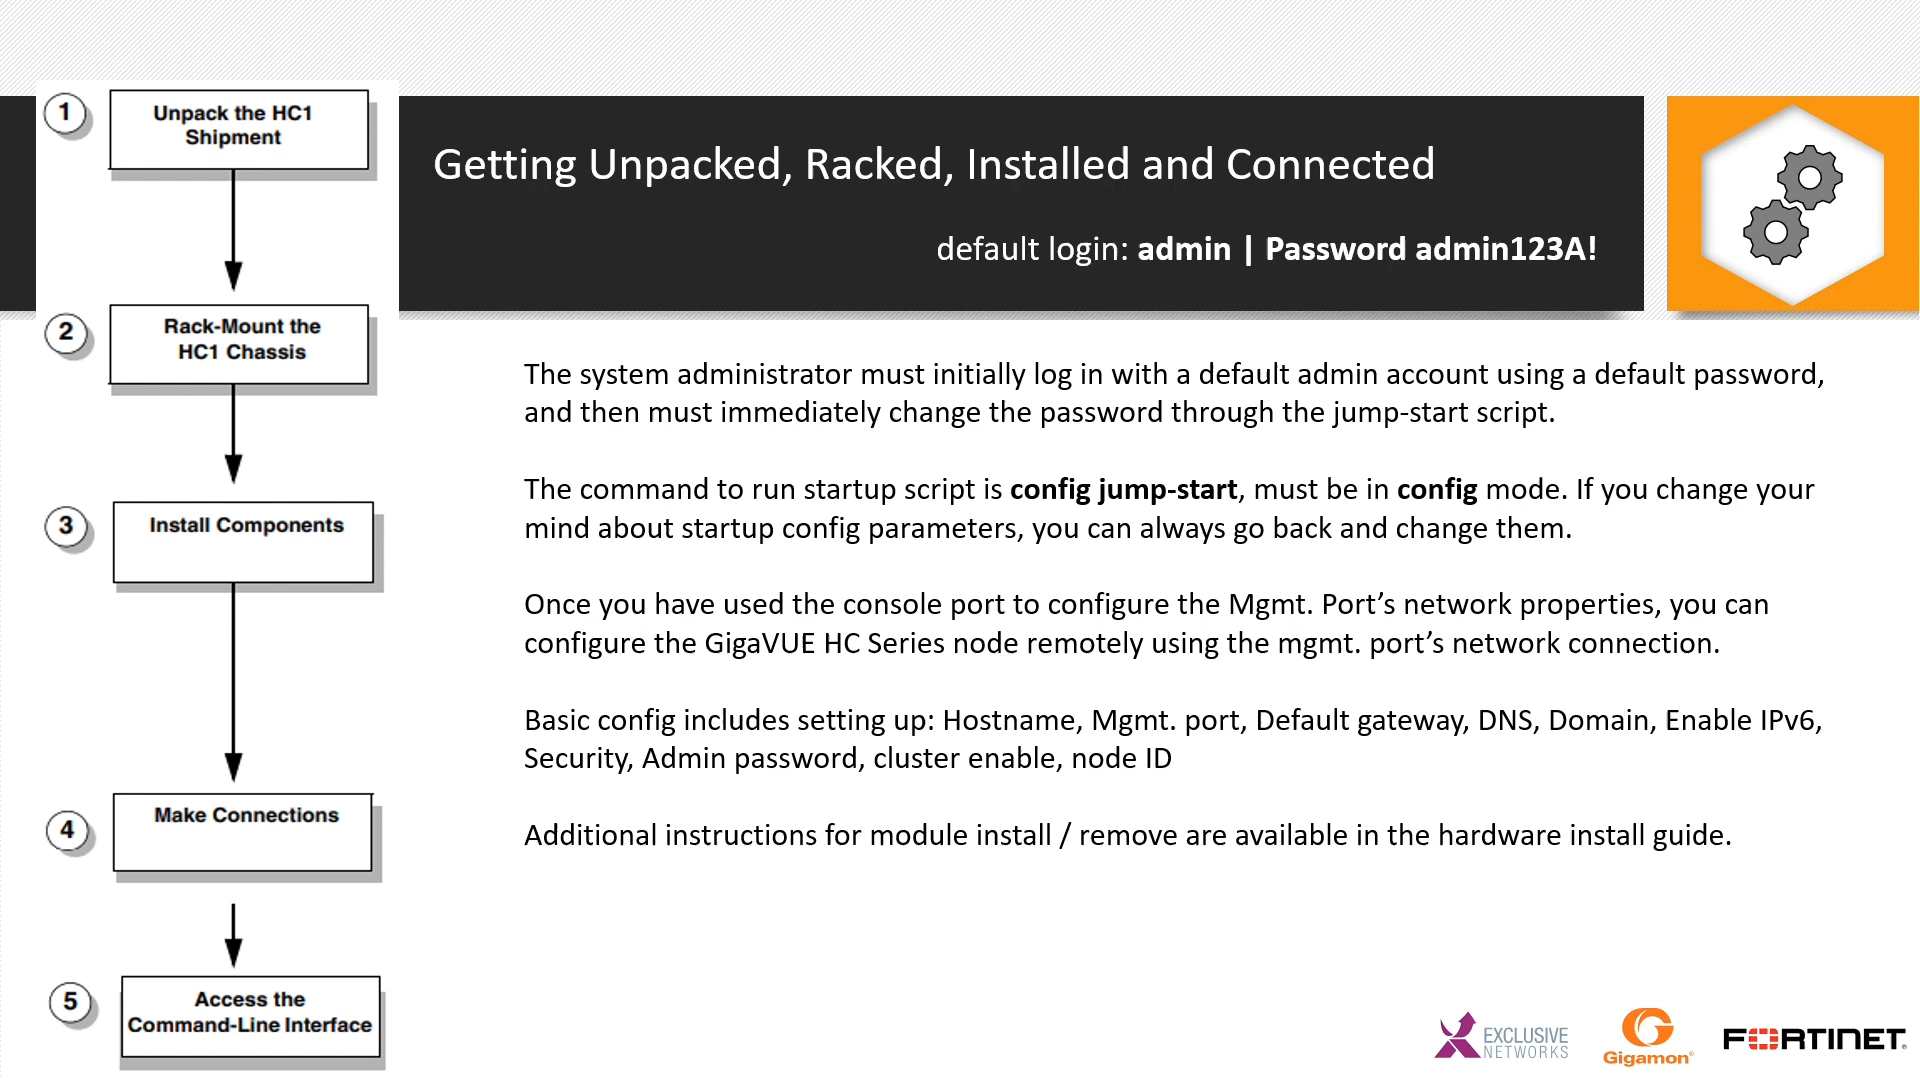 1
Unpack the HC1
Shipment
2
Rack-Mount the
HC1 Chassis
3
Install Components
4
Make Connections
5
Access the
Command-Line Interface
Getting Unpacked, Racked, Installed and Connected
default login: admin | Password admin123A!
The system administrator must initially log in with a default admin account using a default password,
and then must immediately change the password through the jump-start script.
The command to run startup script is config jump-start, must be in config mode. If you change your
mind about startup config parameters, you can always go back and change them.
Once you have used the console port to configure the Mgmt. Port’s network properties, you can
configure the GigaVUE HC Series node remotely using the mgmt. port’s network connection.
Basic config includes setting up: Hostname, Mgmt. port, Default gateway, DNS, Domain, Enable IPv6,
Security, Admin password, cluster enable, node ID
Additional instructions for module install / remove are available in the hardware install guide.
EXCLUSIVE
NETWORKS
Gigamon®
FORTINET®